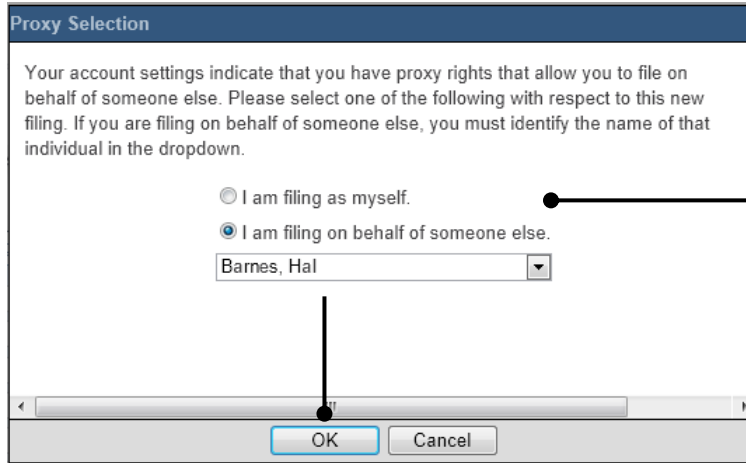 Proxy Selection
Your account settings indicate that you have proxy rights that allow you to file on
behalf of someone else. Please select one of the following with respect to this new
filing. If you are filing on behalf of someone else, you must identify the name of that
individual in the dropdown.
I am filing as myself.
I am filing on behalf of someone else.
Barnes, Hal
OK Cancel